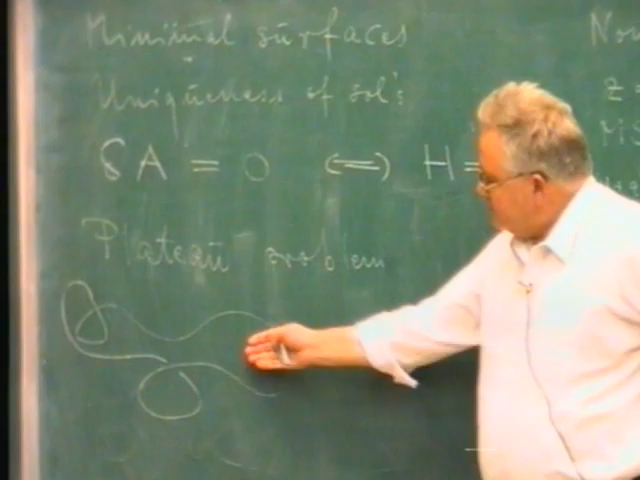 Minimal surfaces
Uniqueness of sol's
δA = 0 ⟺ H =
Plateau problem
z =